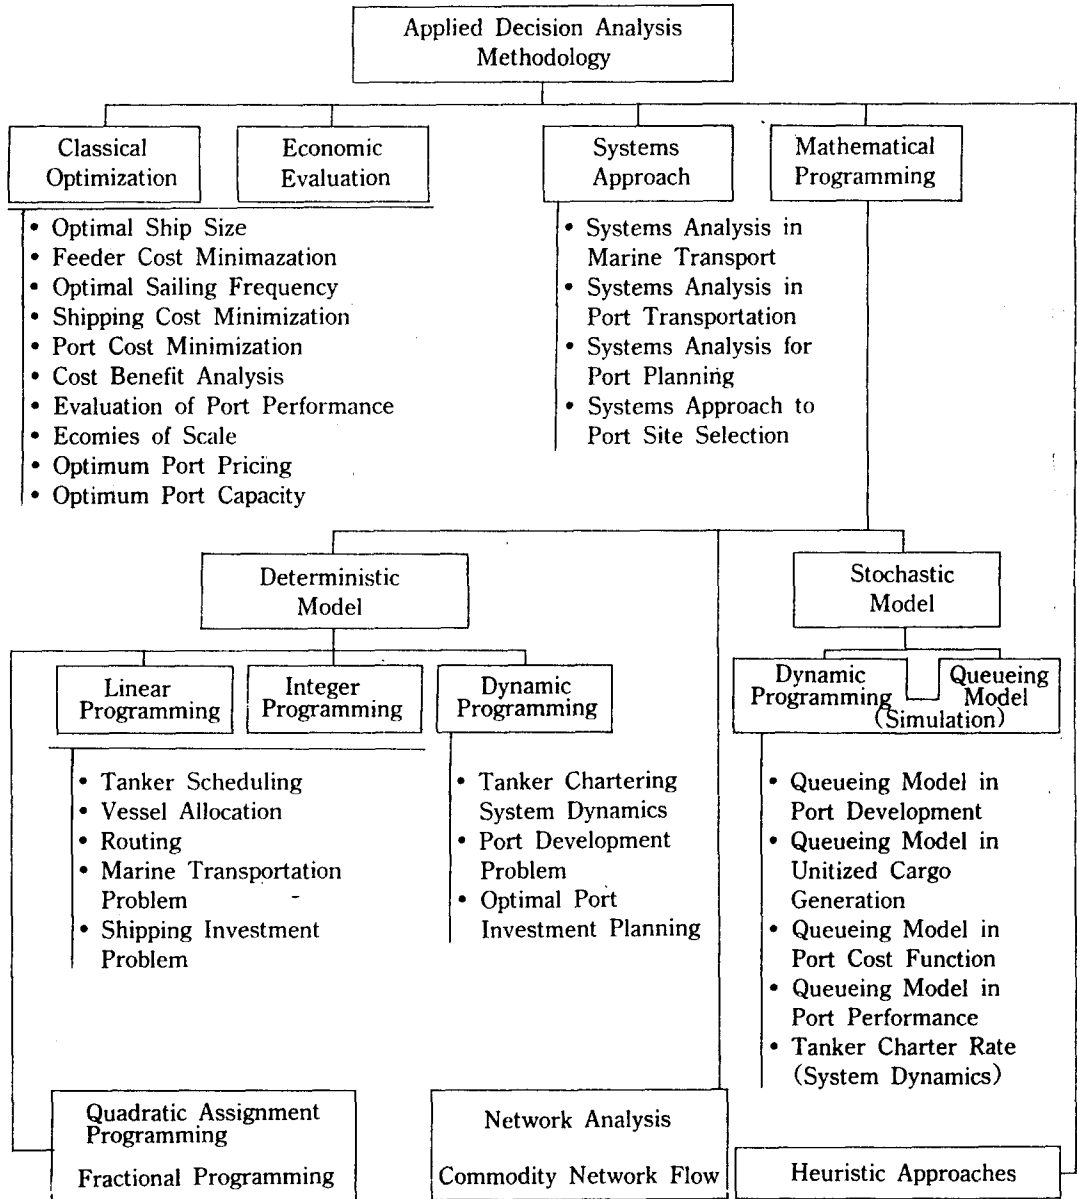 Applied Decision Analysis
Methodology
Classical
Optimization
Economic
Evaluation
Systems
Approach
Mathematical
Programming
• Optimal Ship Size
• Feeder Cost Minimazation
• Optimal Sailing Frequency
• Shipping Cost Minimization
• Port Cost Minimization
• Cost Benefit Analysis
• Evaluation of Port Performance
• Ecomies of Scale
• Optimum Port Pricing
• Optimum Port Capacity
• Systems Analysis in
Marine Transport
• Systems Analysis in
Port Transportation
• Systems Analysis for
Port Planning
• Systems Approach to
Port Site Selection
Deterministic
Model
Stochastic
Model
Linear
Programming
Integer
Programming
Dynamic
Programming
Dynamic
Programming
Queueing
Model
(Simulation)
• Tanker Scheduling
• Vessel Allocation
• Routing
• Marine Transportation
Problem
• Shipping Investment
Problem
• Tanker Chartering
System Dynamics
• Port Development
Problem
• Optimal Port
Investment Planning
• Queueing Model in
Port Development
• Queueing Model in
Unitized Cargo
Generation
• Queueing Model in
Port Cost Function
• Queueing Model in
Port Performance
• Tanker Charter Rate
(System Dynamics)
Quadratic Assignment
Programming
Fractional Programming
Network Analysis
Commodity Network Flow
Heuristic Approaches